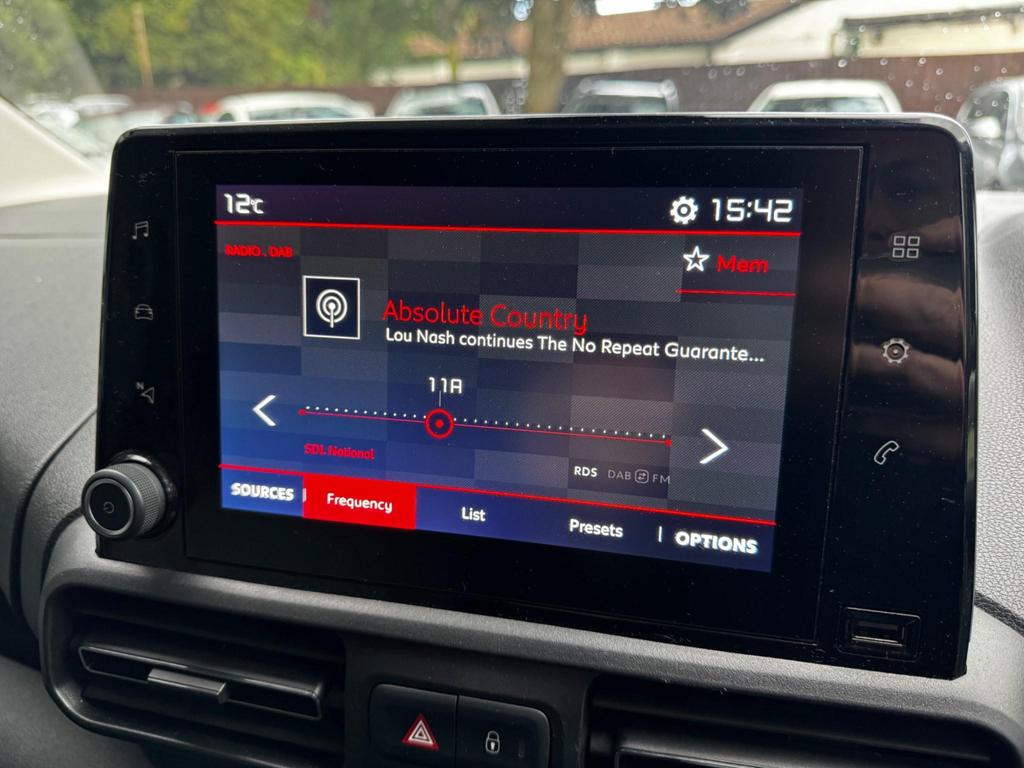 12°C
15:42
RADIO . DAB
Mem
Absolute Country
Lou Nash continues The No Repeat Guarante...
11A
SDL National
RDS DAB FM
SOURCES
Frequency
List
Presets
OPTIONS
N